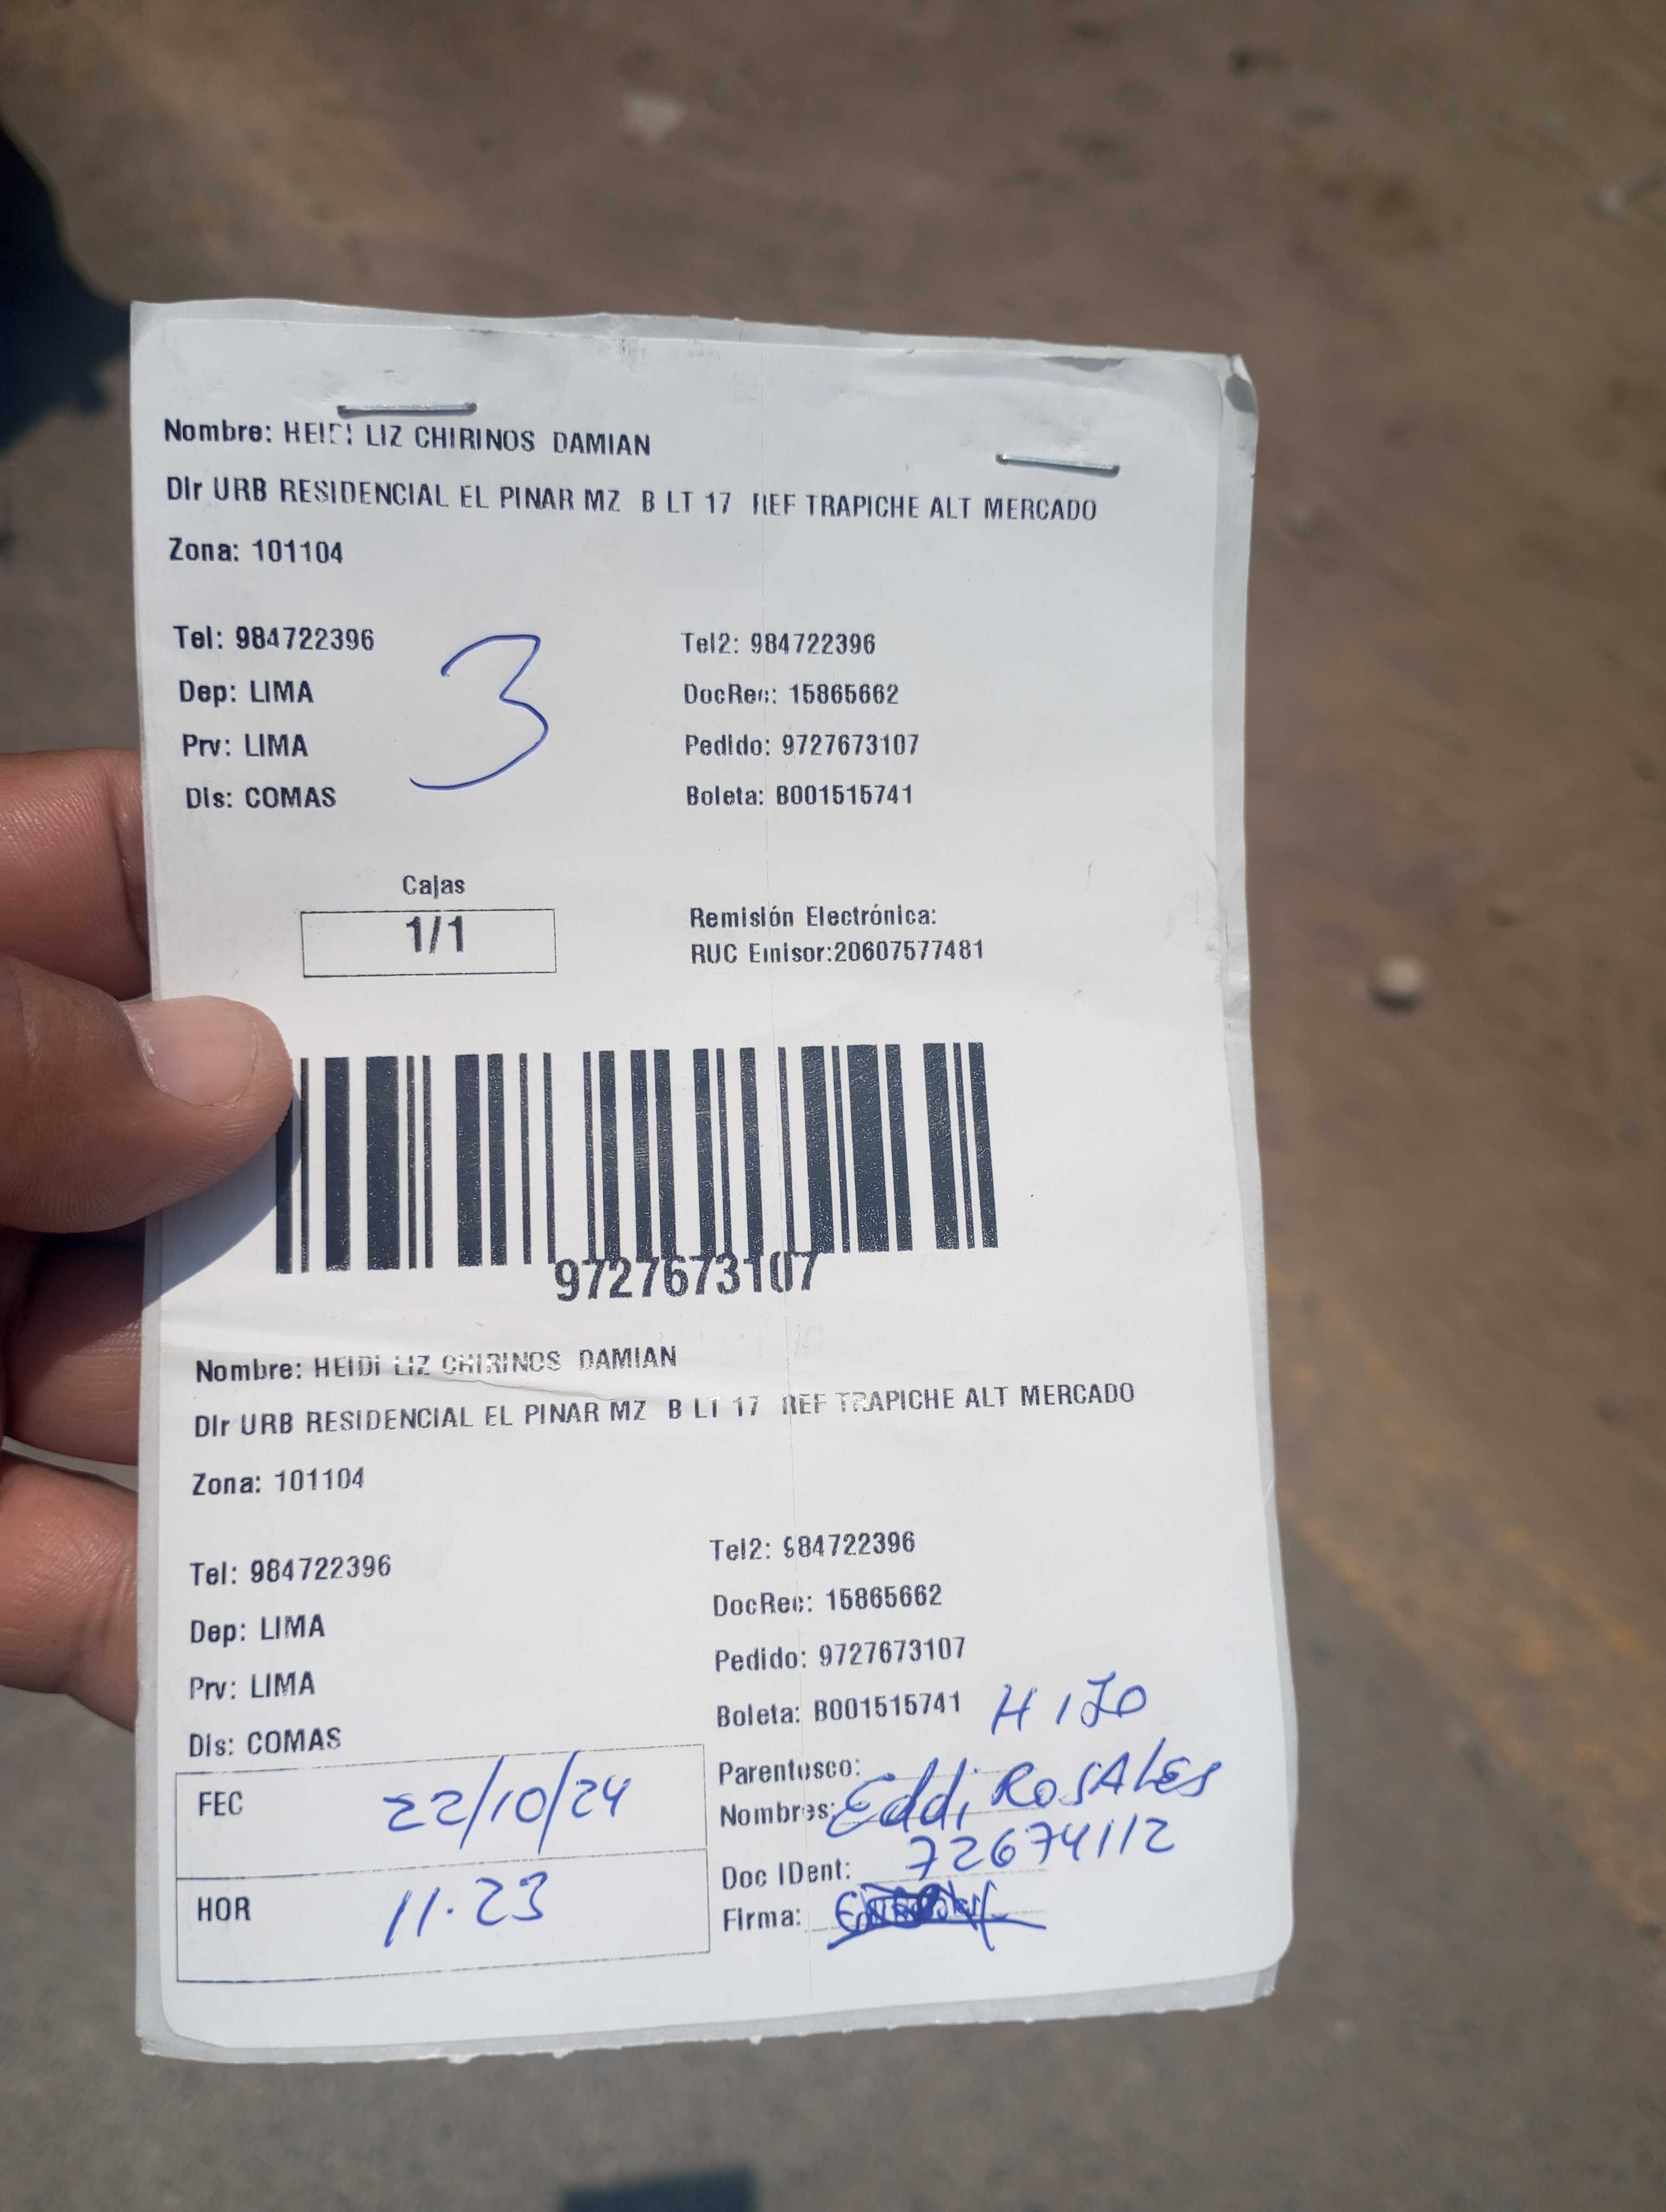 Nombre: HEIDI LIZ CHIRINOS DAMIAN
Dir URB RESIDENCIAL EL PINAR MZ B LT 17 REF TRAPICHE ALT MERCADO
Zona: 101104
Tel: 984722396 Tel2: 984722396
Dep: LIMA DocRec: 15865662
Prv: LIMA Pedido: 9727673107
Dis: COMAS Boleta: B001515741
3
Cajas
1/1
Remisión Electrónica:
RUC Emisor:20607577481
9727673107
Nombre: HEIDI LIZ CHIRINOS DAMIAN
Dir URB RESIDENCIAL EL PINAR MZ B LT 17 REF TRAPICHE ALT MERCADO
Zona: 101104
Tel: 984722396 Tel2: 984722396
Dep: LIMA DocRec: 15865662
Prv: LIMA Pedido: 9727673107
Dis: COMAS Boleta: B001515741
FEC 22/10/24
HOR 11.23
Parentesco: HIJO
Nombres: Eddi ROSALES
Doc IDent: 72674112
Firma: